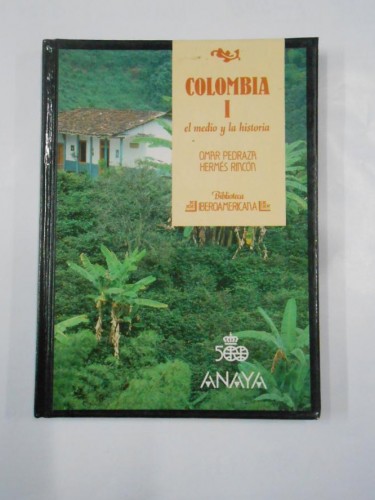 COLOMBIA
I
el medio y la historia
OMAR PEDRAZA
HERMES RINCÓN
Biblioteca
IBEROAMERICANA
500
ANAYA